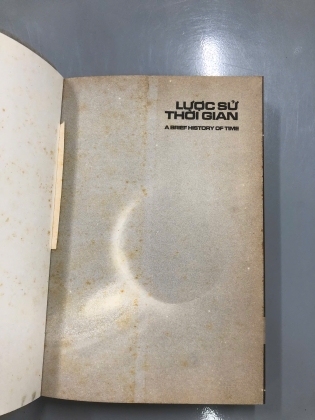 LƯỢC SỬ
THỜI GIAN
A BRIEF HISTORY OF TIME